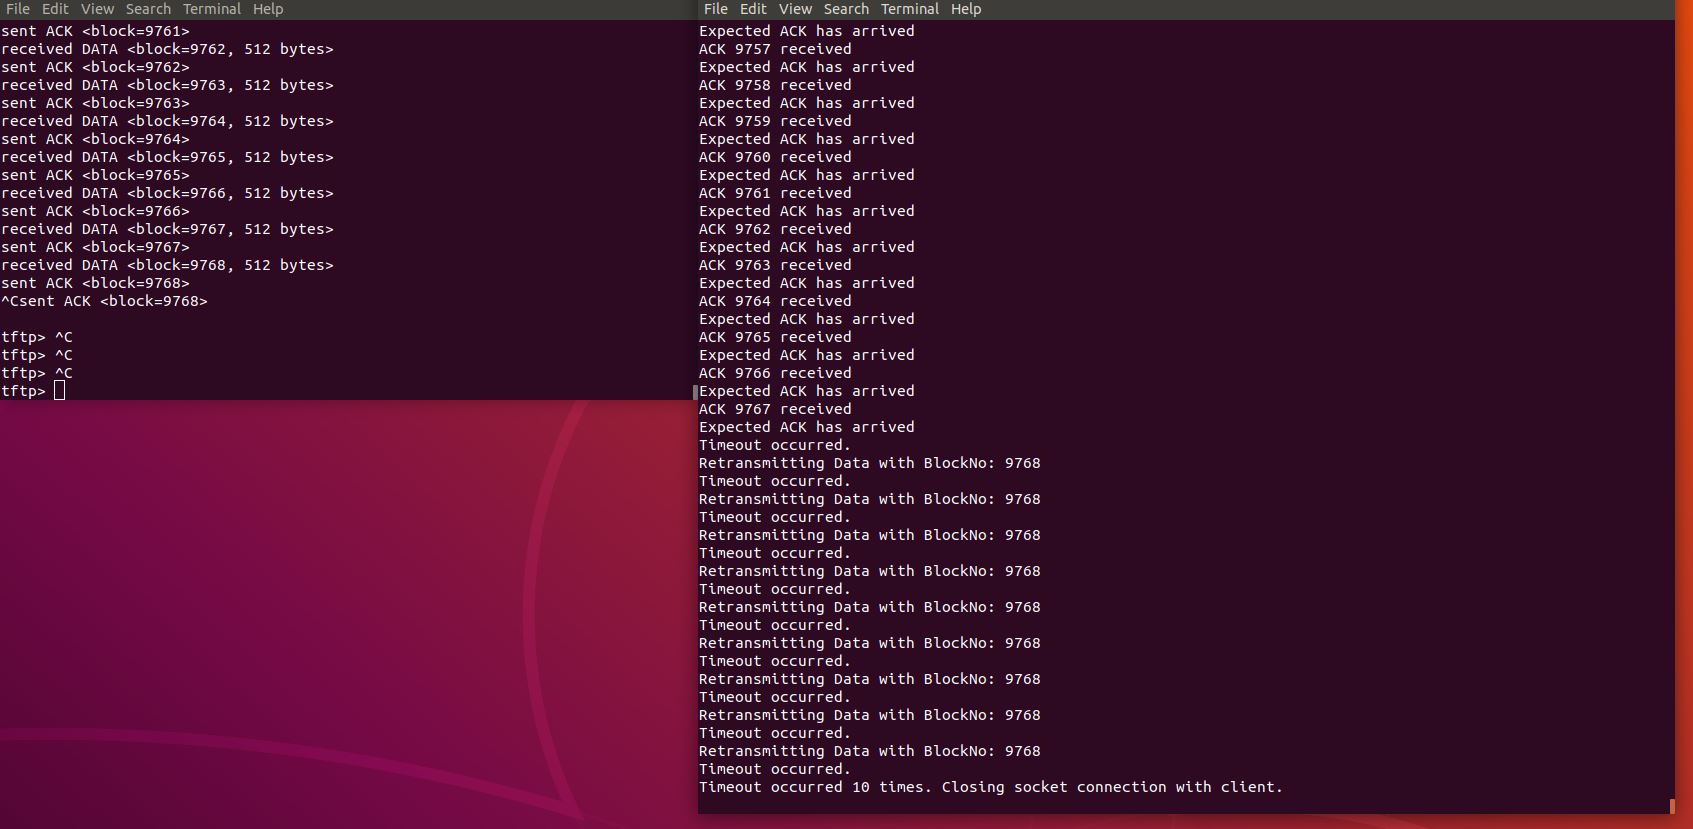 File Edit View Search Terminal Help
sent ACK <block=9761>
received DATA <block=9762, 512 bytes>
sent ACK <block=9762>
received DATA <block=9763, 512 bytes>
sent ACK <block=9763>
received DATA <block=9764, 512 bytes>
sent ACK <block=9764>
received DATA <block=9765, 512 bytes>
sent ACK <block=9765>
received DATA <block=9766, 512 bytes>
sent ACK <block=9766>
received DATA <block=9767, 512 bytes>
sent ACK <block=9767>
received DATA <block=9768, 512 bytes>
sent ACK <block=9768>
^Csent ACK <block=9768>
tftp> ^C
tftp> ^C
tftp> ^C
tftp>
File Edit View Search Terminal Help
Expected ACK has arrived
ACK 9757 received
Expected ACK has arrived
ACK 9758 received
Expected ACK has arrived
ACK 9759 received
Expected ACK has arrived
ACK 9760 received
Expected ACK has arrived
ACK 9761 received
Expected ACK has arrived
ACK 9762 received
Expected ACK has arrived
ACK 9763 received
Expected ACK has arrived
ACK 9764 received
Expected ACK has arrived
ACK 9765 received
Expected ACK has arrived
ACK 9766 received
Expected ACK has arrived
ACK 9767 received
Expected ACK has arrived
Timeout occurred.
Retransmitting Data with BlockNo: 9768
Timeout occurred.
Retransmitting Data with BlockNo: 9768
Timeout occurred.
Retransmitting Data with BlockNo: 9768
Timeout occurred.
Retransmitting Data with BlockNo: 9768
Timeout occurred.
Retransmitting Data with BlockNo: 9768
Timeout occurred.
Retransmitting Data with BlockNo: 9768
Timeout occurred.
Retransmitting Data with BlockNo: 9768
Timeout occurred.
Retransmitting Data with BlockNo: 9768
Timeout occurred.
Retransmitting Data with BlockNo: 9768
Timeout occurred.
Timeout occurred 10 times. Closing socket connection with client.